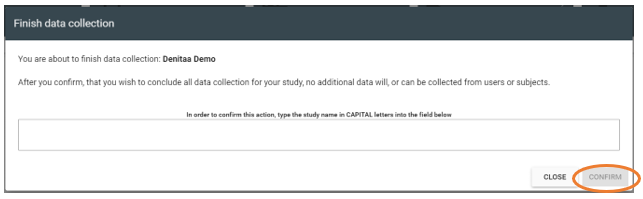 Finish data collection
You are about to finish data collection: Denitaa Demo
After you confirm, that you wish to conclude all data collection for your study, no additional data will, or can be collected from users or subjects.
In order to confirm this action, type the study name in CAPITAL letters into the field below
CLOSE CONFIRM